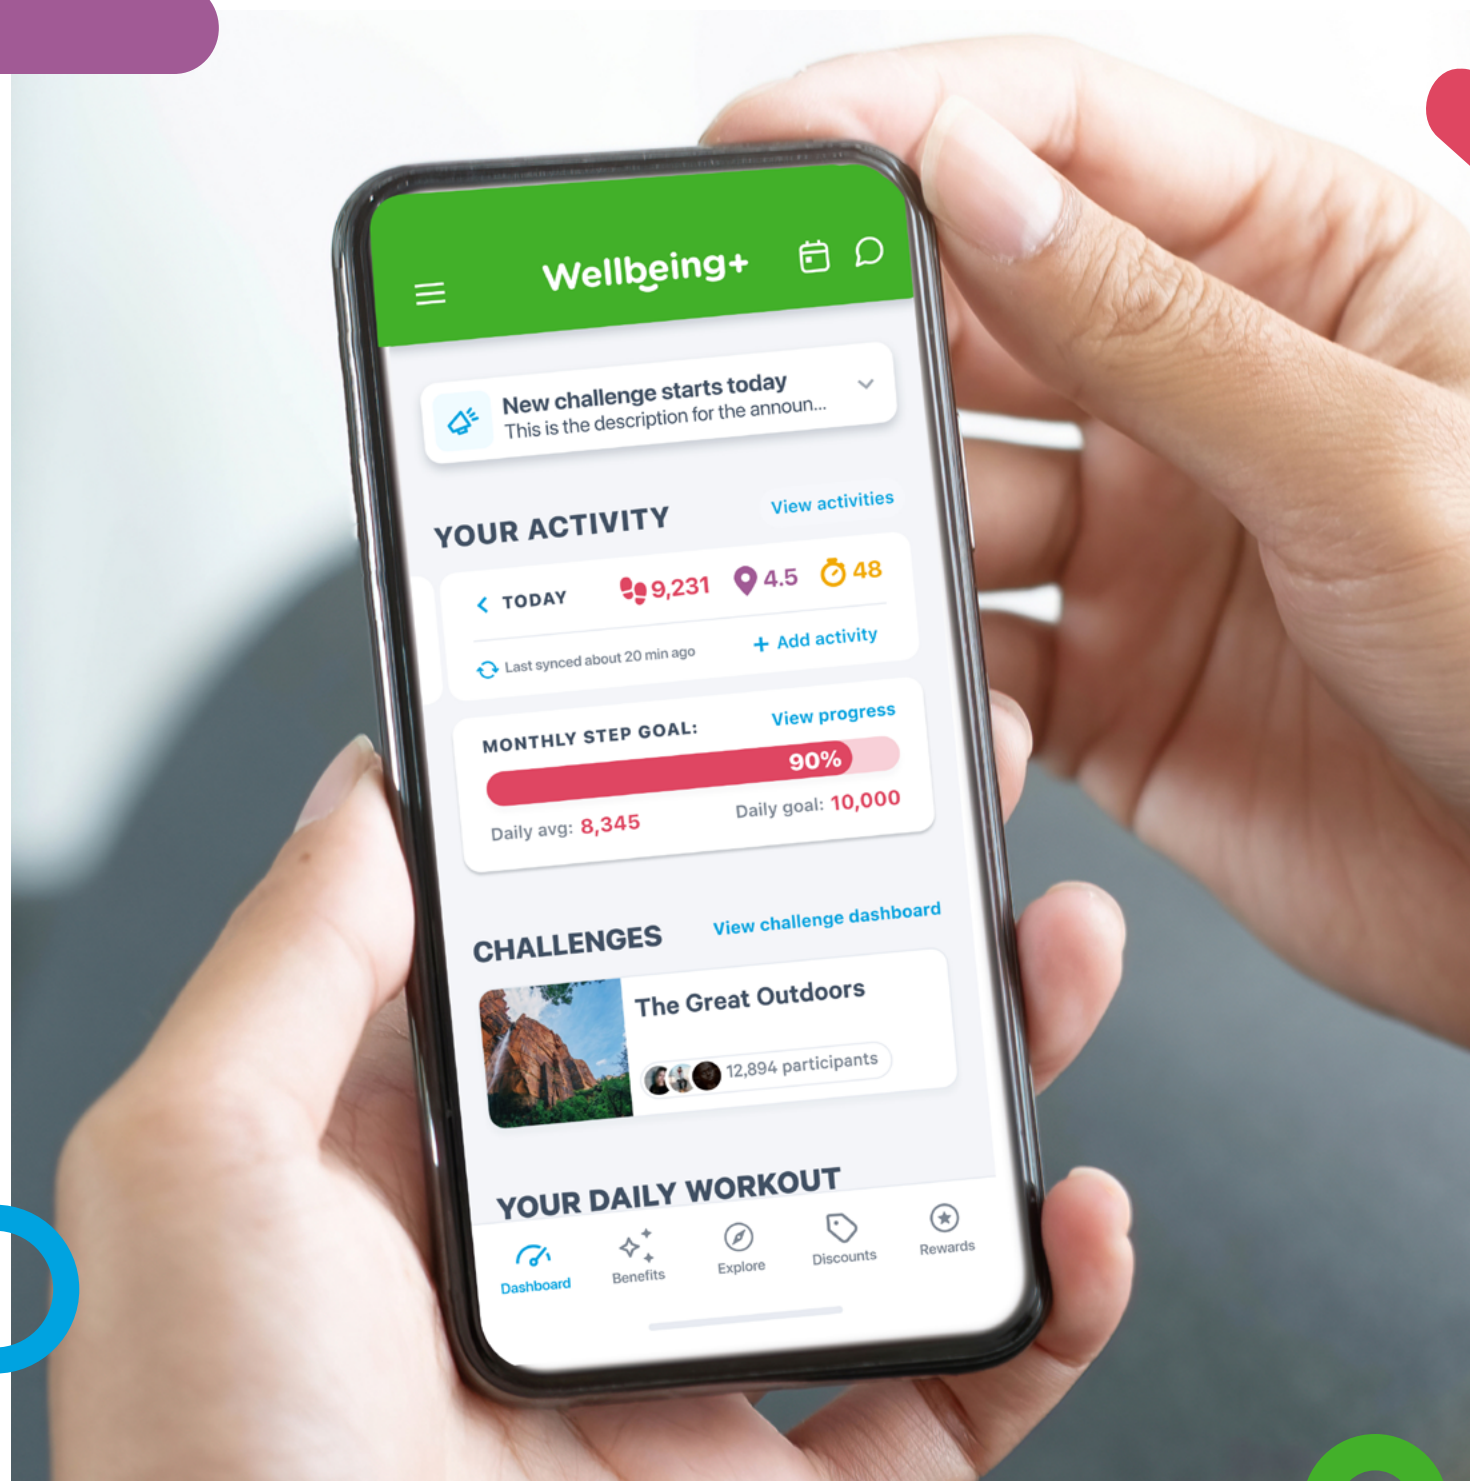 Wellbeing+
New challenge starts today
This is the description for the announ...
YOUR ACTIVITY
View activities
TODAY
9,231
4.5
48
Last synced about 20 min ago
+ Add activity
MONTHLY STEP GOAL:
View progress
90%
Daily avg: 8,345
Daily goal: 10,000
CHALLENGES
View challenge dashboard
The Great Outdoors
12,894 participants
YOUR DAILY WORKOUT
Dashboard
Benefits
Explore
Discounts
Rewards